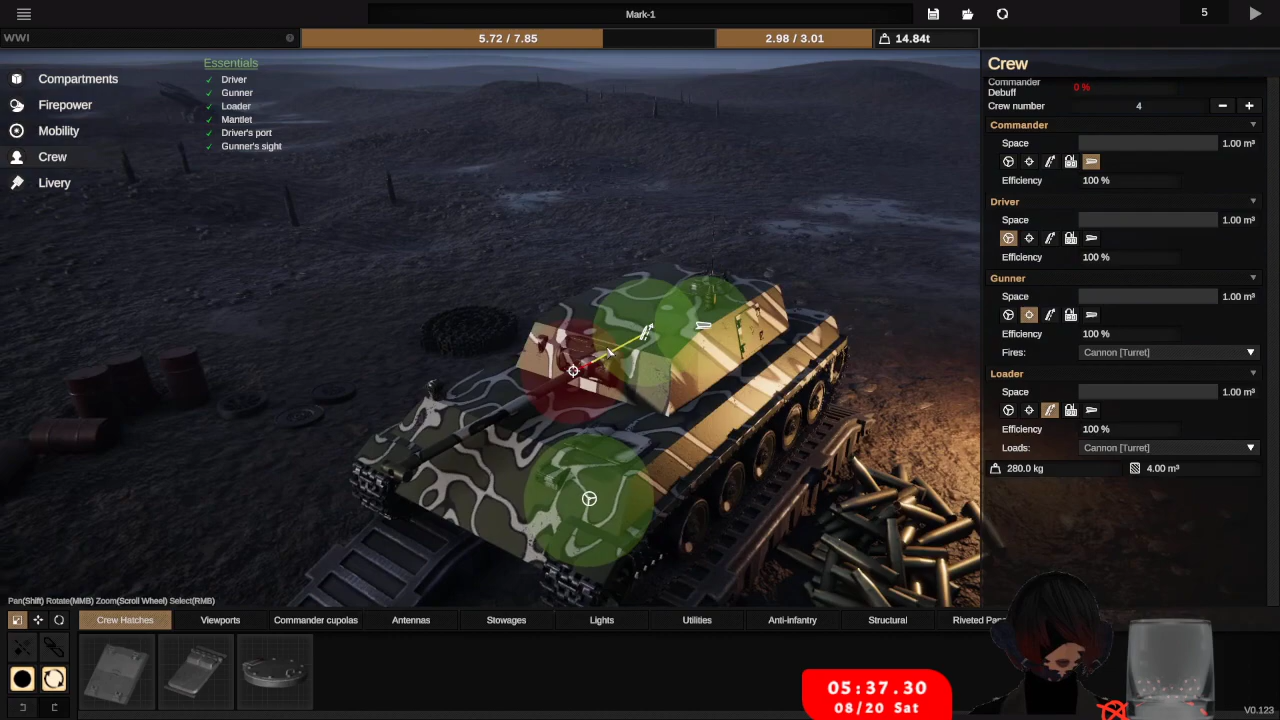 Mark-1
5
WWI
5.72 / 7.85
2.98 / 3.01
14.84t
Compartments
Firepower
Mobility
Crew
Livery
Essentials
Driver
Gunner
Loader
Mantlet
Driver's port
Gunner's sight
Crew
Commander
Debuff
0 %
Crew number
4
Commander
Space
1.00 m³
Efficiency
100 %
Driver
Space
1.00 m³
Efficiency
100 %
Gunner
Space
1.00 m³
Efficiency
100 %
Fires:
Cannon [Turret]
Loader
Space
1.00 m³
Efficiency
100 %
Loads:
Cannon [Turret]
280.0 kg
4.00 m³
Pan(Shift) Rotate(MMB) Zoom(Scroll Wheel) Select(RMB)
Crew Hatches
Viewports
Commander cupolas
Antennas
Stowages
Lights
Utilities
Anti-infantry
Structural
Riveted
05:37.30
08/20 Sat
V0.123